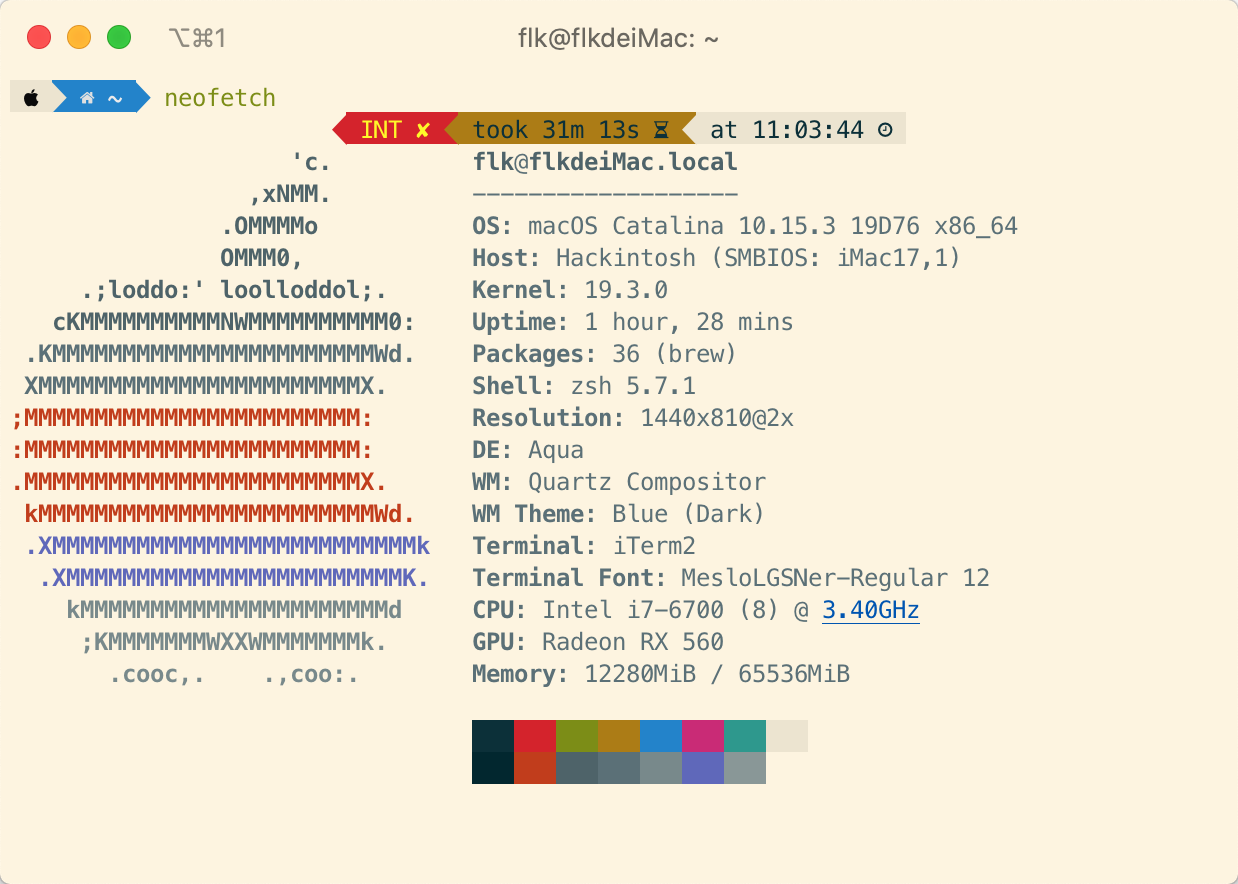 ⌥⌘1 flk@flkdeiMac: ~
~ neofetch
INT ✘ took 31m 13s at 11:03:44
'c. flk@flkdeiMac.local
,xNMM. -------------------
.OMMMMo OS: macOS Catalina 10.15.3 19D76 x86_64
OMMM0, Host: Hackintosh (SMBIOS: iMac17,1)
.;loddo:' loolloddol;. Kernel: 19.3.0
cKMMMMMMMMMMNWMMMMMMMMMM0: Uptime: 1 hour, 28 mins
.KMMMMMMMMMMMMMMMMMMMMMMMWd. Packages: 36 (brew)
XMMMMMMMMMMMMMMMMMMMMMMMX. Shell: zsh 5.7.1
;MMMMMMMMMMMMMMMMMMMMMMMM: Resolution: 1440x810@2x
:MMMMMMMMMMMMMMMMMMMMMMMM: DE: Aqua
.MMMMMMMMMMMMMMMMMMMMMMMMX. WM: Quartz Compositor
kMMMMMMMMMMMMMMMMMMMMMMMMWd. WM Theme: Blue (Dark)
.XMMMMMMMMMMMMMMMMMMMMMMMMMMk Terminal: iTerm2
.XMMMMMMMMMMMMMMMMMMMMMMMMK. Terminal Font: MesloLGSNer-Regular 12
kMMMMMMMMMMMMMMMMMMMMMMd CPU: Intel i7-6700 (8) @ 3.40GHz
;KMMMMMMMWXXWMMMMMMMk. GPU: Radeon RX 560
.cooc,. .,coo:. Memory: 12280MiB / 65536MiB